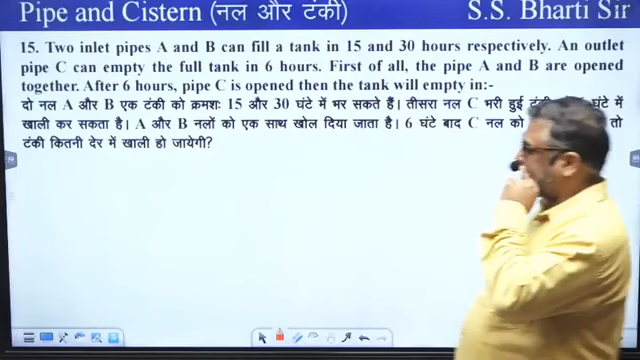 Pipe and Cistern (नल और टंकी) S.S. Bharti Sir
15. Two inlet pipes A and B can fill a tank in 15 and 30 hours respectively. An outlet
pipe C can empty the full tank in 6 hours. First of all, the pipe A and B are opened
together. After 6 hours, pipe C is opened then the tank will empty in:-
दो नल A और B एक टंकी को क्रमशः 15 और 30 घंटे में भर सकते हैं। तीसरा नल C भरी हुई घंटे में
खाली कर सकता है। A और B नलों को एक साथ खोल दिया जाता है। 6 घंटे बाद C नल को तो
टंकी कितनी देर में खाली हो जायेगी?